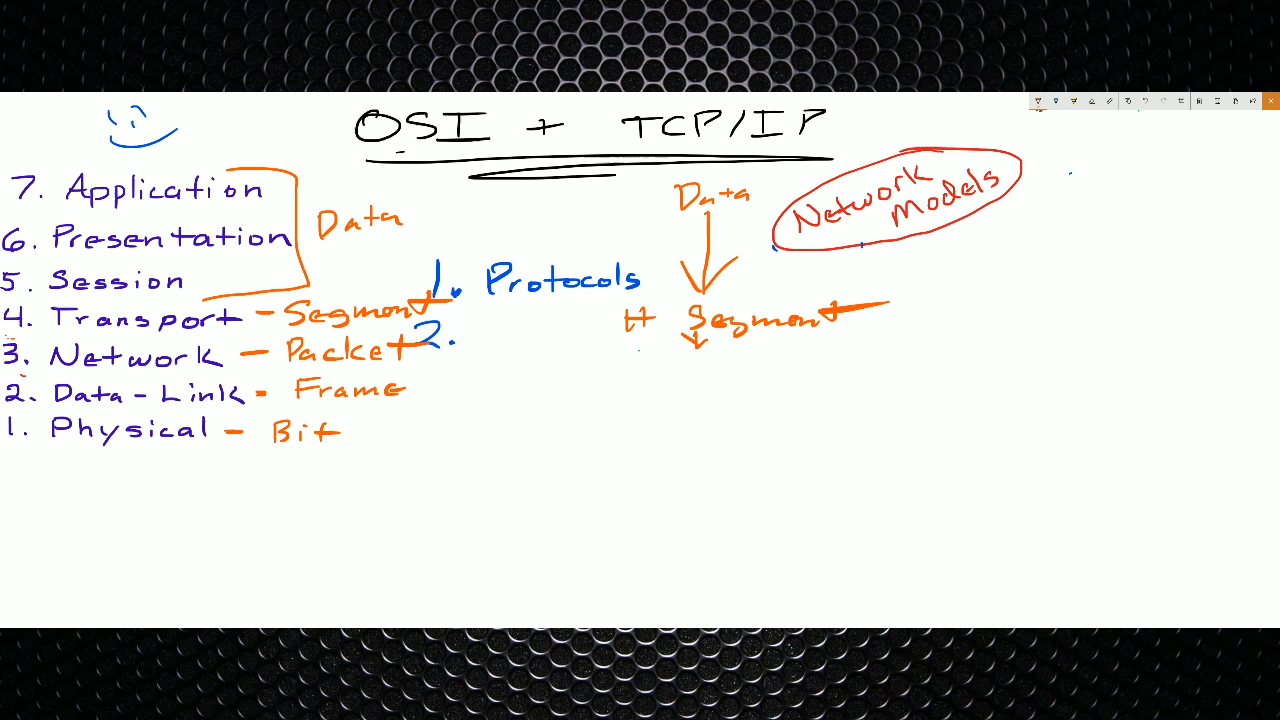 OSI + TCP/IP
7. Application
6. Presentation
5. Session
Data
4. Transport - Segment
3. Network - Packet
2. Data-Link - Frame
1. Physical - Bit
1. Protocols
2.
Data
H Segment
Network
Models